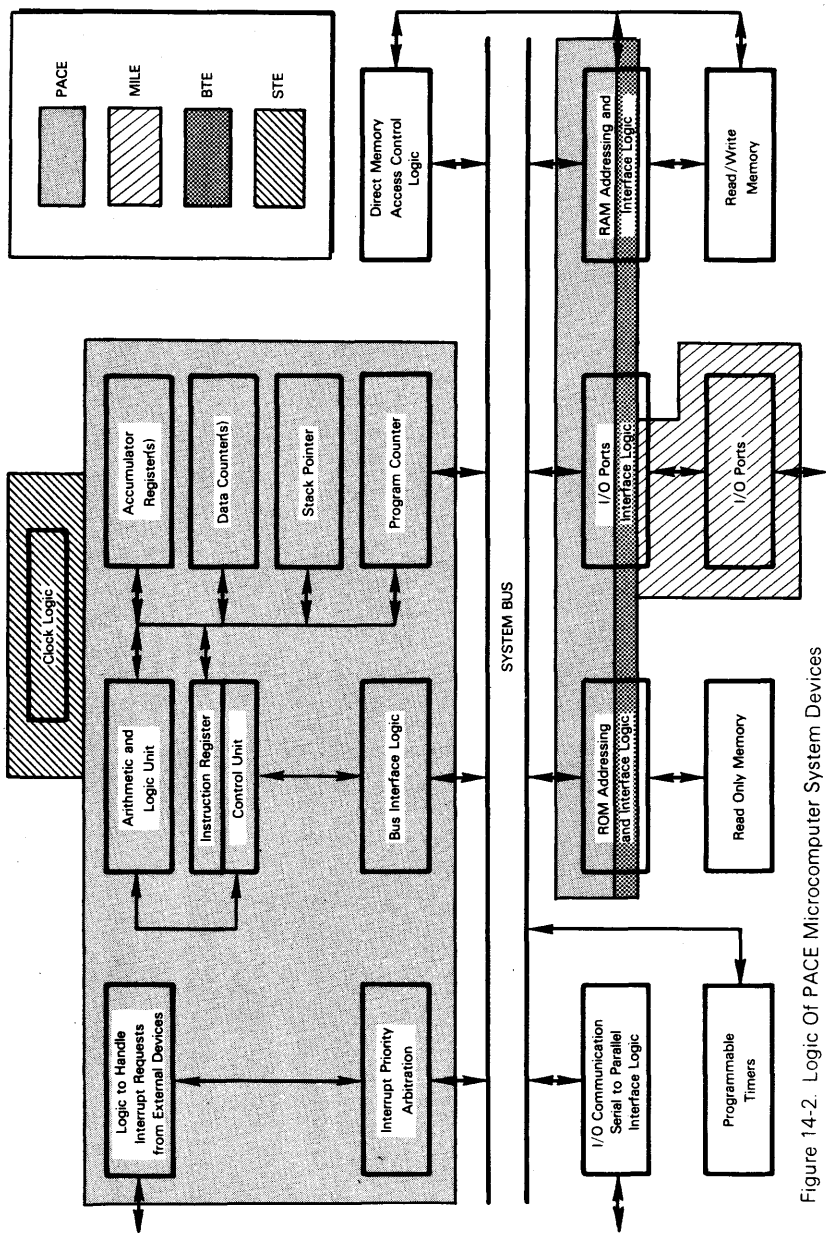 PACE
MILE
BTE
STE
Clock Logic
Logic to Handle
Interrupt Requests
from External Devices
Arithmetic and
Logic Unit
Accumulator
Register(s)
Instruction Register
Control Unit
Data Counter(s)
Stack Pointer
Interrupt Priority
Arbitration
Bus Interface Logic
Program Counter
Direct Memory
Access Control
Logic
SYSTEM BUS
I/O Communication
Serial to Parallel
Interface Logic
ROM Addressing
and Interface Logic
I/O Ports
Interface Logic
RAM Addressing and
Interface Logic
Programmable
Timers
Read Only Memory
I/O Ports
Read/Write
Memory
Figure 14-2. Logic Of PACE Microcomputer System Devices